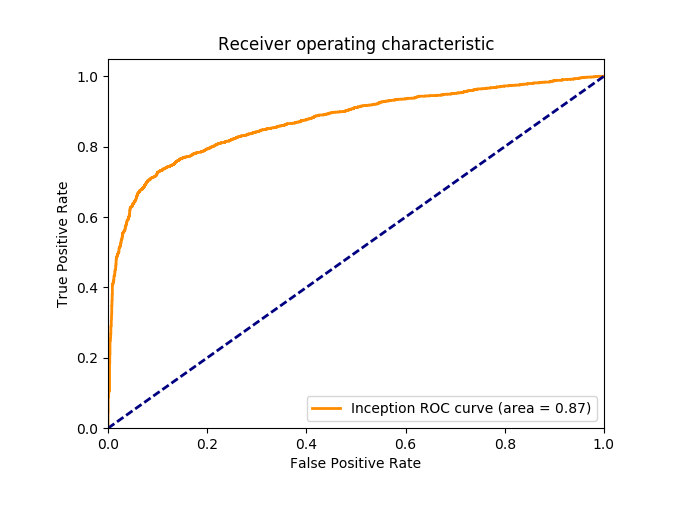 Receiver operating characteristic
1.0
0.8
0.6
0.4
0.2
0.0
True Positive Rate
Inception ROC curve (area = 0.87)
0.0 0.2 0.4 0.6 0.8 1.0
False Positive Rate